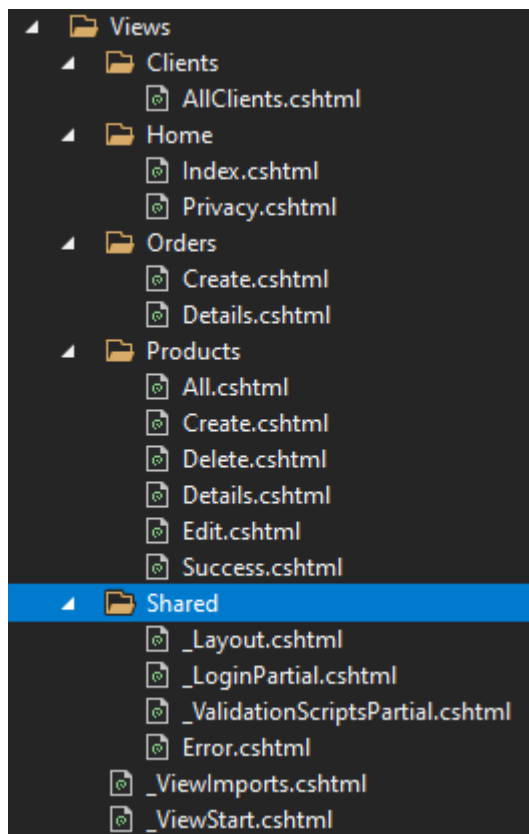 Views
Clients
AllClients.cshtml
Home
Index.cshtml
Privacy.cshtml
Orders
Create.cshtml
Details.cshtml
Products
All.cshtml
Create.cshtml
Delete.cshtml
Details.cshtml
Edit.cshtml
Success.cshtml
Shared
_Layout.cshtml
_LoginPartial.cshtml
_ValidationScriptsPartial.cshtml
Error.cshtml
_ViewImports.cshtml
_ViewStart.cshtml